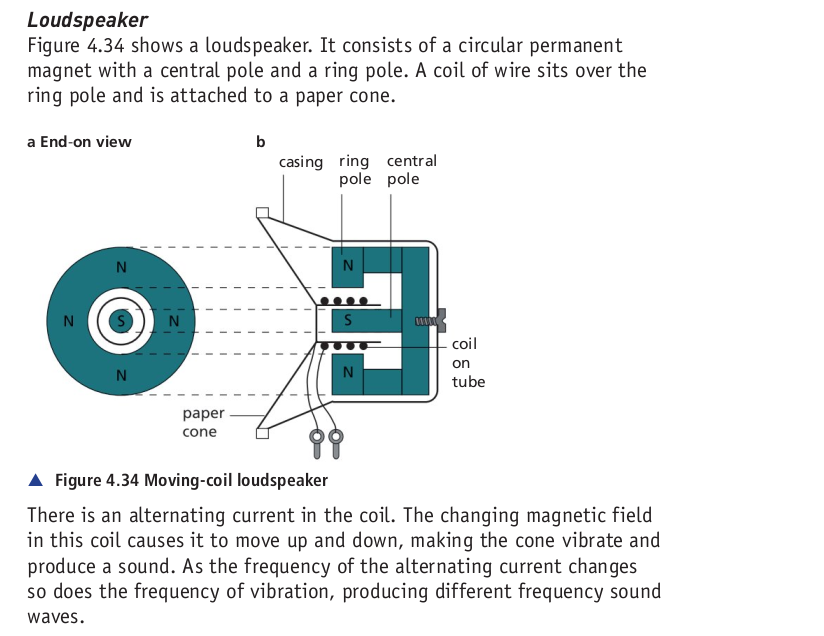 Loudspeaker
Figure 4.34 shows a loudspeaker. It consists of a circular permanent
magnet with a central pole and a ring pole. A coil of wire sits over the
ring pole and is attached to a paper cone.
a End-on view
b
casing
ring
pole
central
pole
N
N
S
N
N
N
S
N
coil
on
tube
paper
cone
▲ Figure 4.34 Moving-coil loudspeaker
There is an alternating current in the coil. The changing magnetic field
in this coil causes it to move up and down, making the cone vibrate and
produce a sound. As the frequency of the alternating current changes
so does the frequency of vibration, producing different frequency sound
waves.